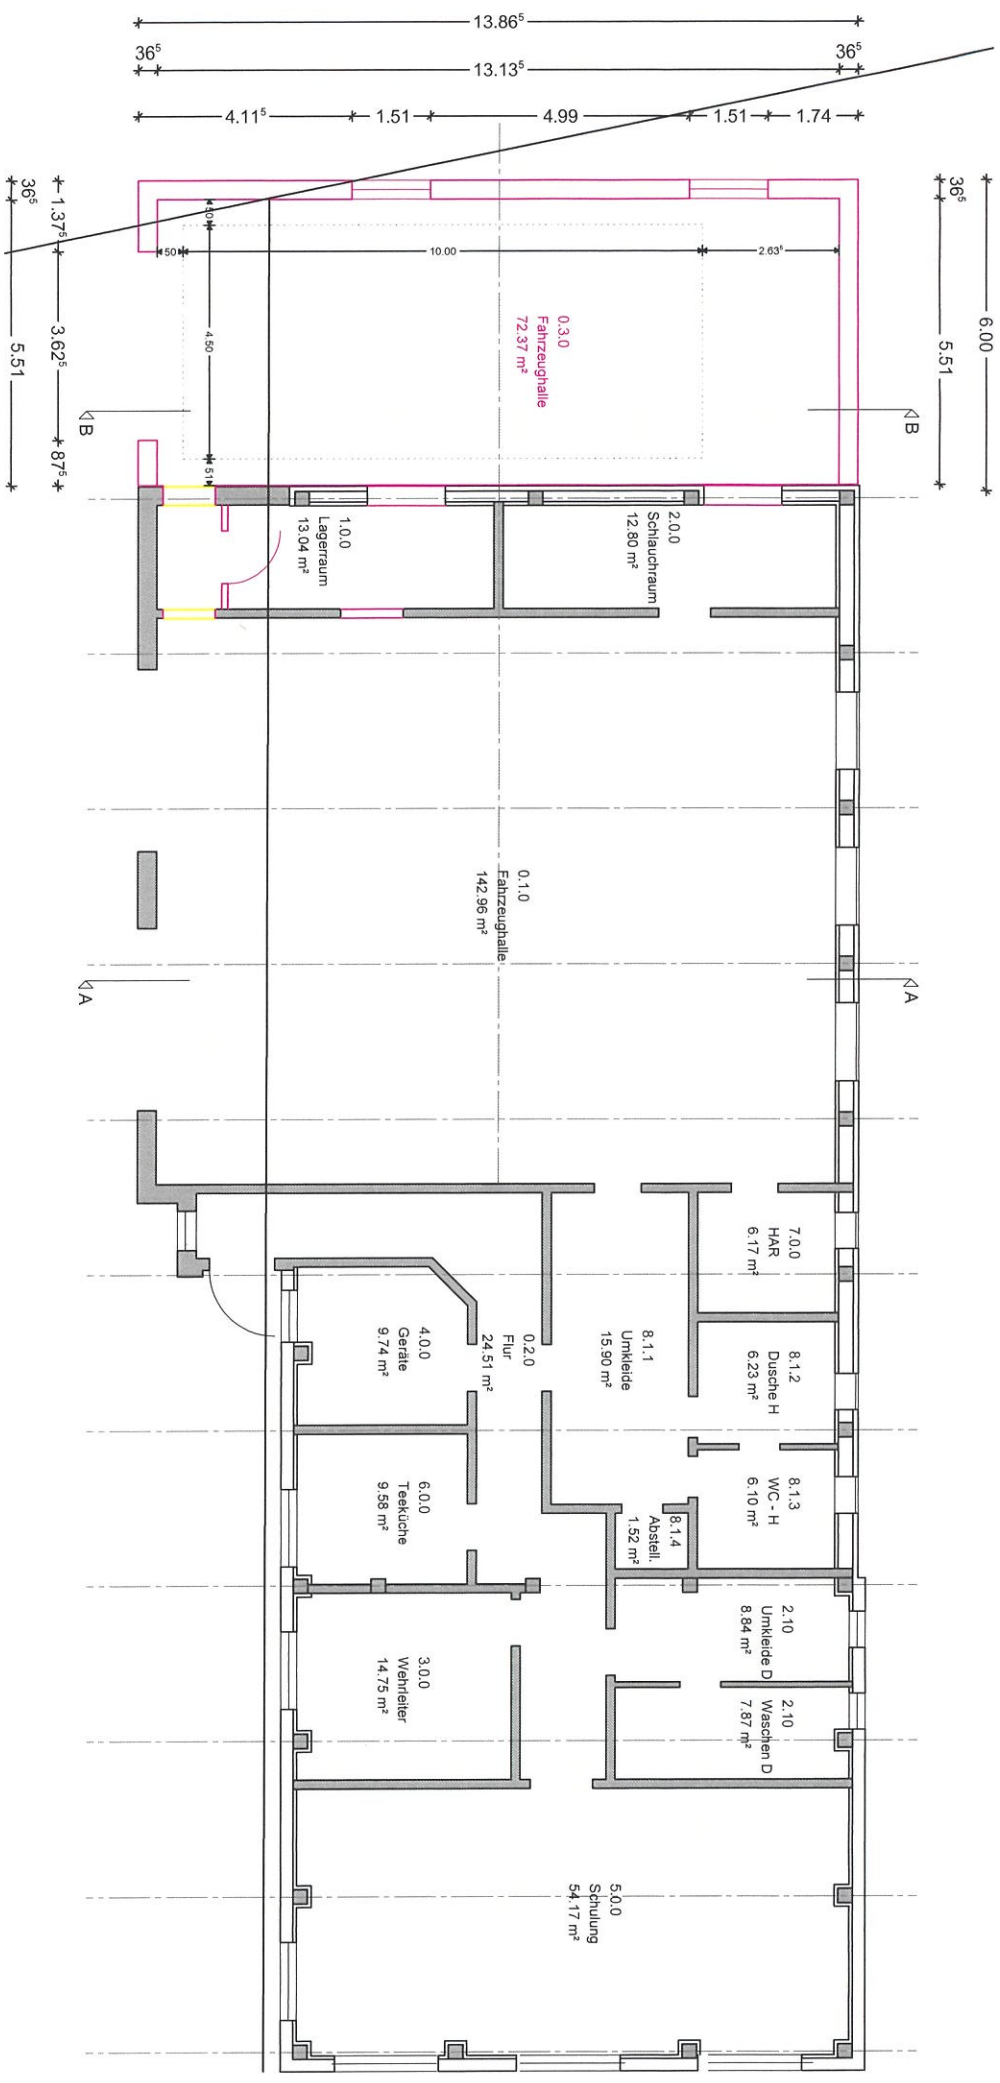 13.86⁵
36⁵
13.13⁵
36⁵
4.11⁵
1.51
4.99
1.51
1.74
36⁵
5.51
1.37⁵
3.62⁵
87⁵
36⁵
5.51
6.00
50
4.50
51
50
10.00
2.63⁵
0.3.0
Fahrzeughalle
72.37 m²
B
B
1.0.0
Lagerraum
13.04 m²
2.0.0
Schlauchraum
12.80 m²
0.1.0
Fahrzeughalle
142.96 m²
A
A
7.0.0
HAR
6.17 m²
8.1.2
Dusche H
6.23 m²
8.1.3
WC - H
6.10 m²
8.1.1
Umkleide
15.90 m²
8.1.4
Abstell.
1.52 m²
0.2.0
Flur
24.51 m²
4.0.0
Geräte
9.74 m²
6.0.0
Teeküche
9.58 m²
2.10
Umkleide D
8.84 m²
2.10
Waschen D
7.87 m²
3.0.0
Wehrleiter
14.75 m²
5.0.0
Schulung
54.17 m²